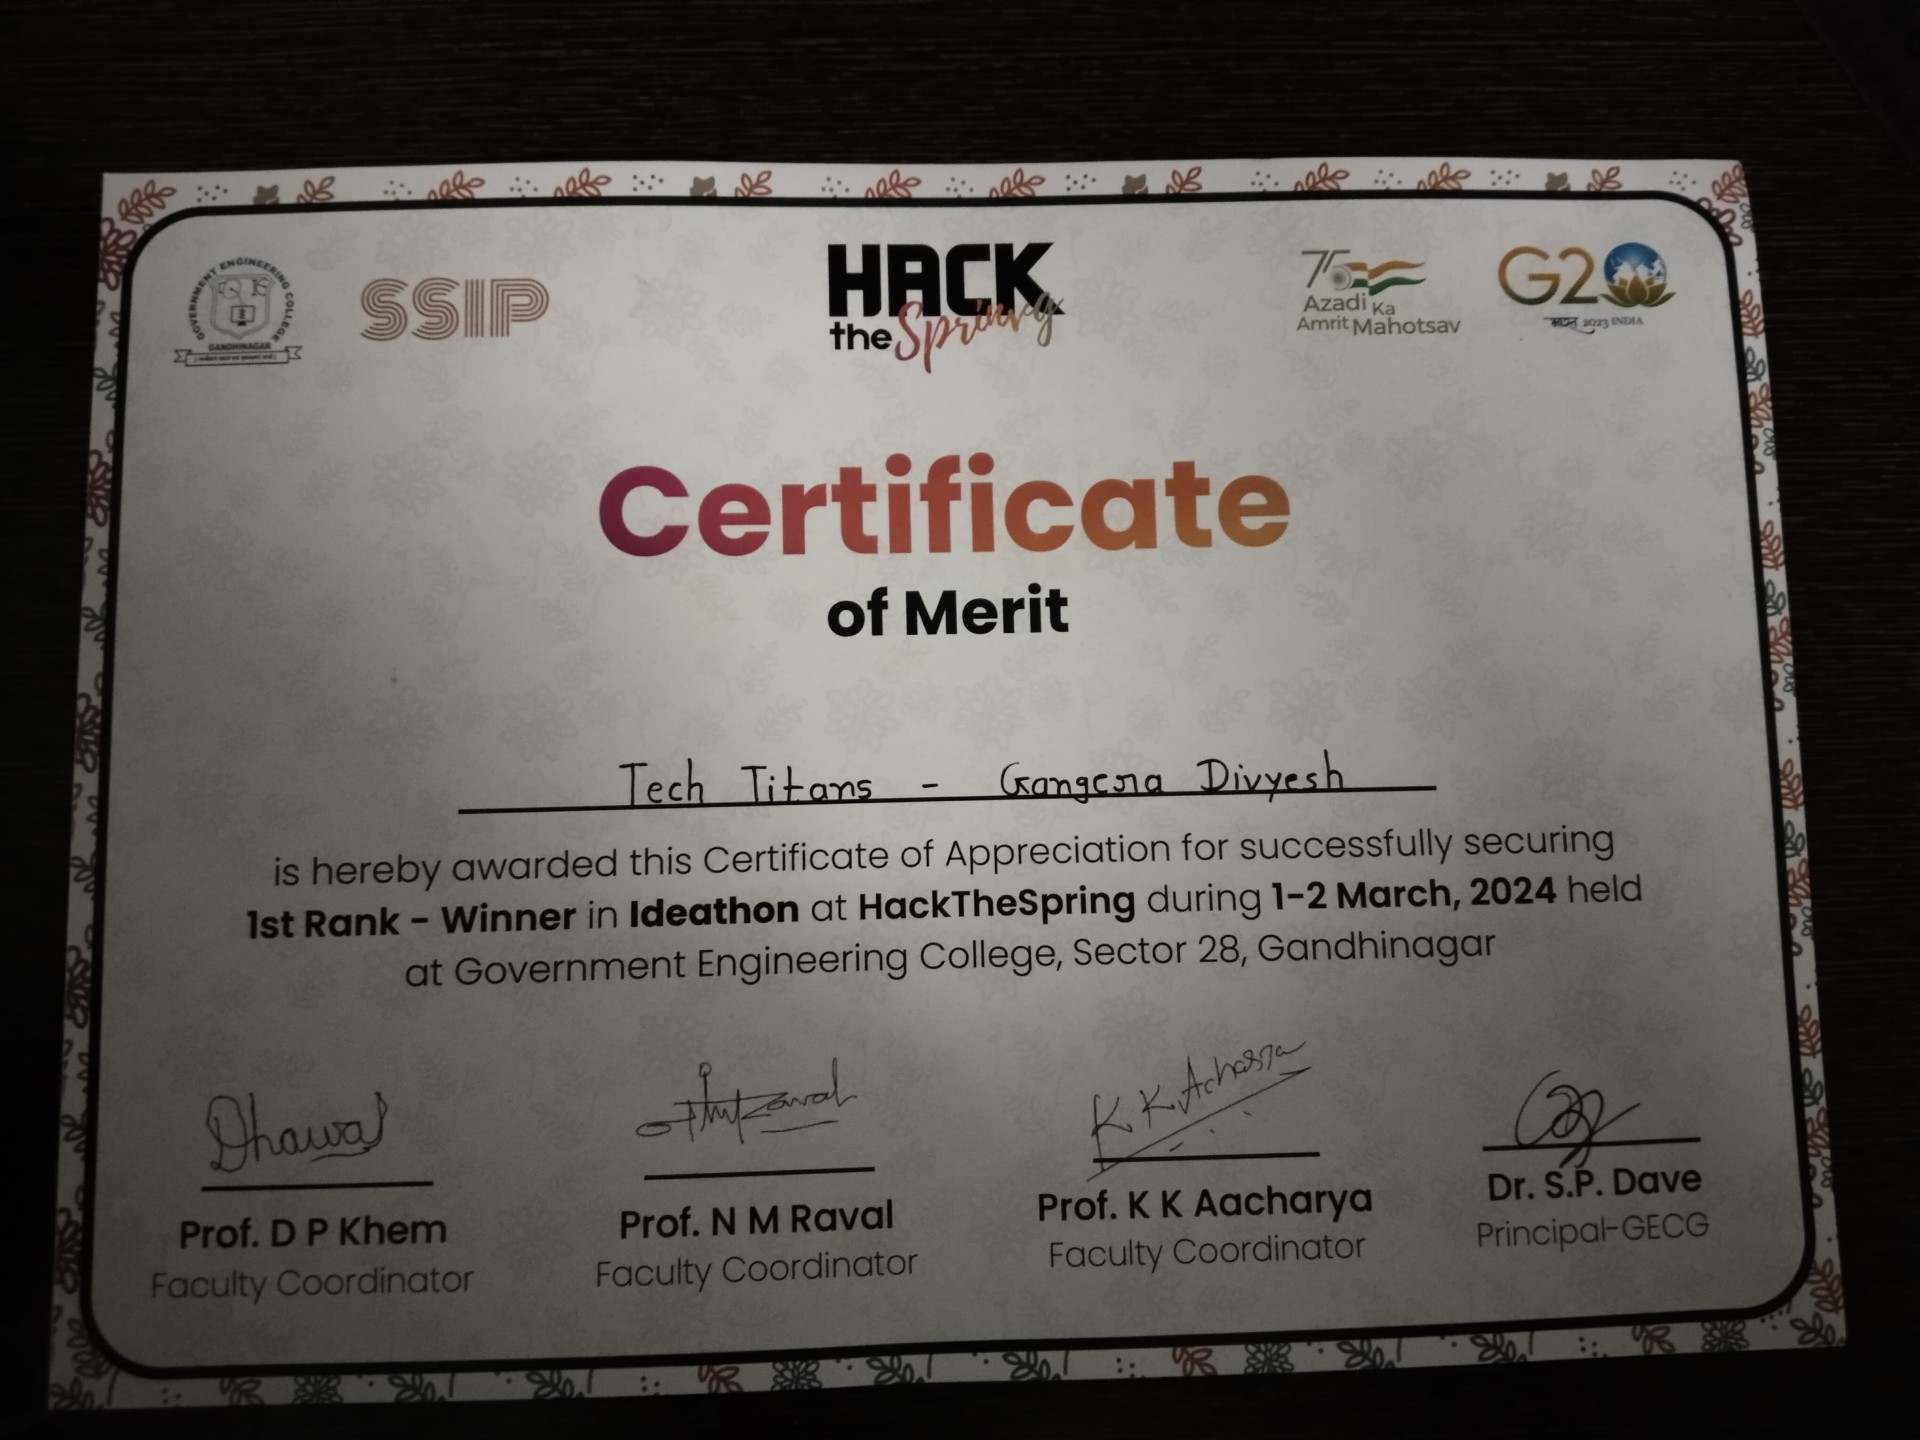 GOVERNMENT ENGINEERING COLLEGE
GANDHINAGAR
SSIP
HACK
the Spring
75
Azadi Ka
Amrit Mahotsav
G20
भारत 2023 INDIA
Certificate
of Merit
Tech Titans - Gangera Divyesh
is hereby awarded this Certificate of Appreciation for successfully securing
1st Rank - Winner in Ideathon at HackTheSpring during 1-2 March, 2024 held
at Government Engineering College, Sector 28, Gandhinagar
Dhawal
Raval
K K Acharya
Prof. D P Khem
Faculty Coordinator
Prof. N M Raval
Faculty Coordinator
Prof. K K Aacharya
Faculty Coordinator
Dr. S.P. Dave
Principal-GECG